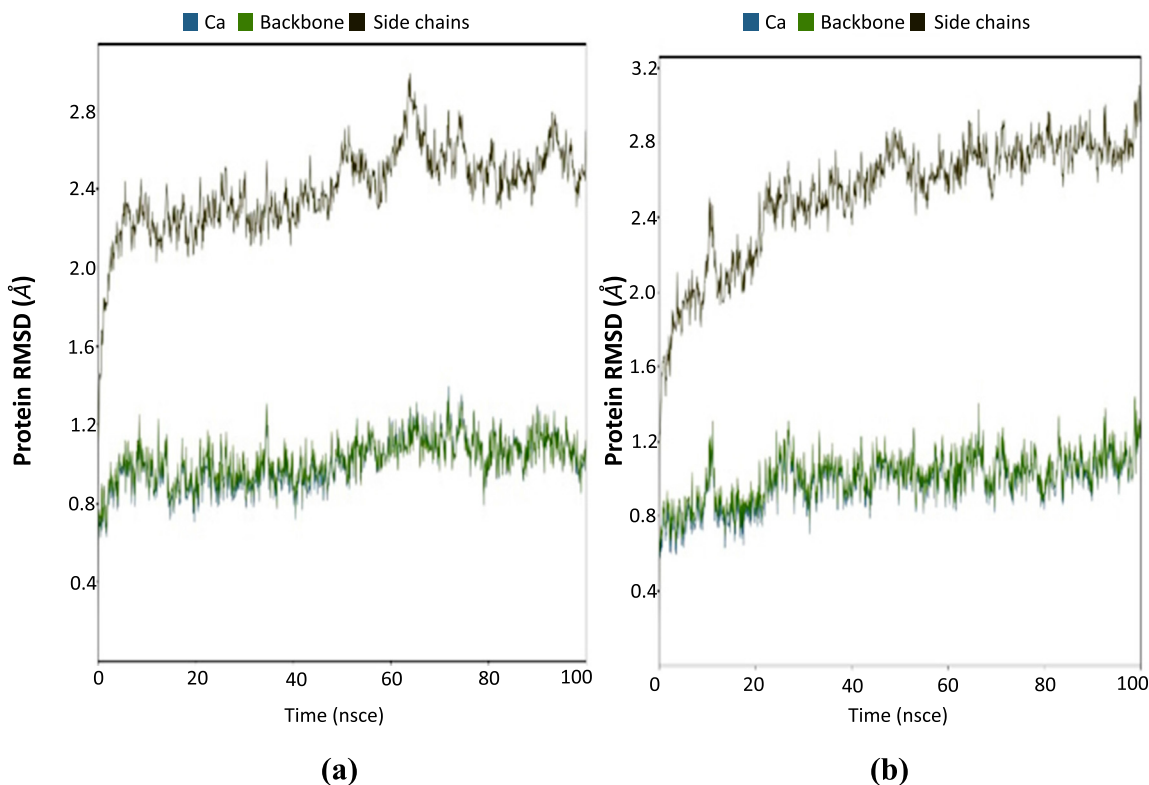 Ca Backbone Side chains
Protein RMSD (Å)
2.8
2.4
2.0
1.6
1.2
0.8
0.4
0 20 40 60 80 100
Time (nsce)
(a)
Ca Backbone Side chains
Protein RMSD (Å)
3.2
2.8
2.4
2.0
1.6
1.2
0.8
0.4
0 20 40 60 80 100
Time (nsce)
(b)